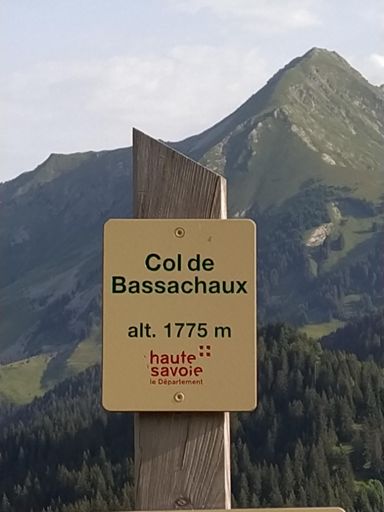 Col de
Bassachaux
alt. 1775 m
haute
savoie
le Département